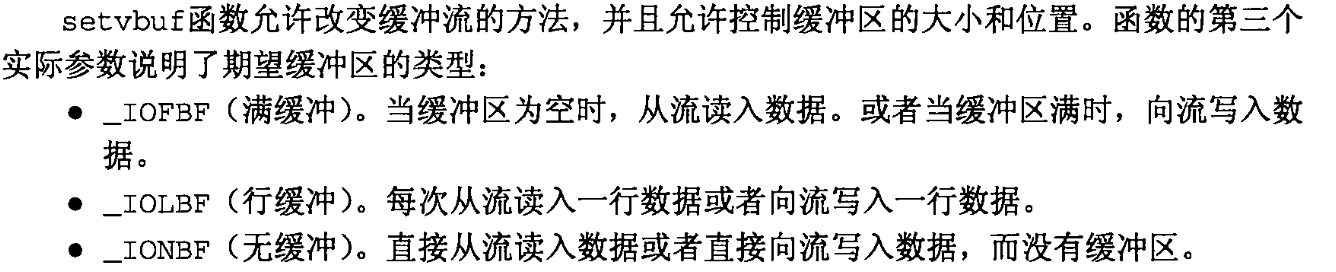 setvbuf函数允许改变缓冲流的方法，并且允许控制缓冲区的大小和位置。函数的第三个
实际参数说明了期望缓冲区的类型：
● _IOFBF（满缓冲）。当缓冲区为空时，从流读入数据。或者当缓冲区满时，向流写入数
据。
● _IOLBF（行缓冲）。每次从流读入一行数据或者向流写入一行数据。
● _IONBF（无缓冲）。直接从流读入数据或者直接向流写入数据，而没有缓冲区。